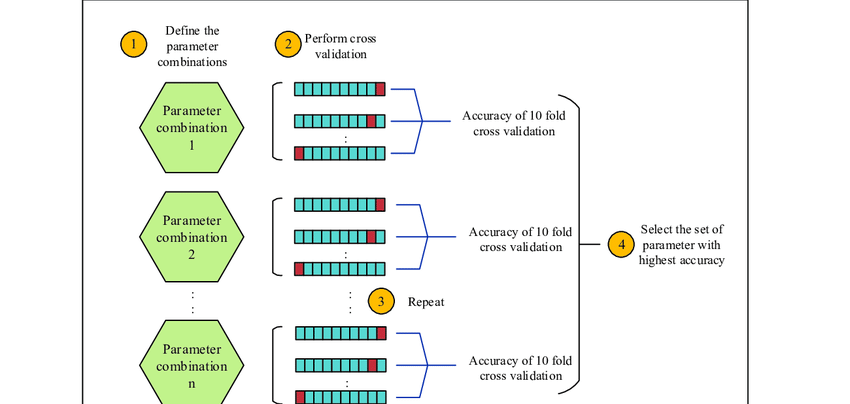 1
Define the
parameter
combinations
2
Perform cross
validation
Parameter
combination
1
:
Accuracy of 10 fold
cross validation
Parameter
combination
2
:
Accuracy of 10 fold
cross validation
4
Select the set of
parameter with
highest accuracy
:
:
:
:
3
Repeat
Parameter
combination
n
:
Accuracy of 10 fold
cross validation